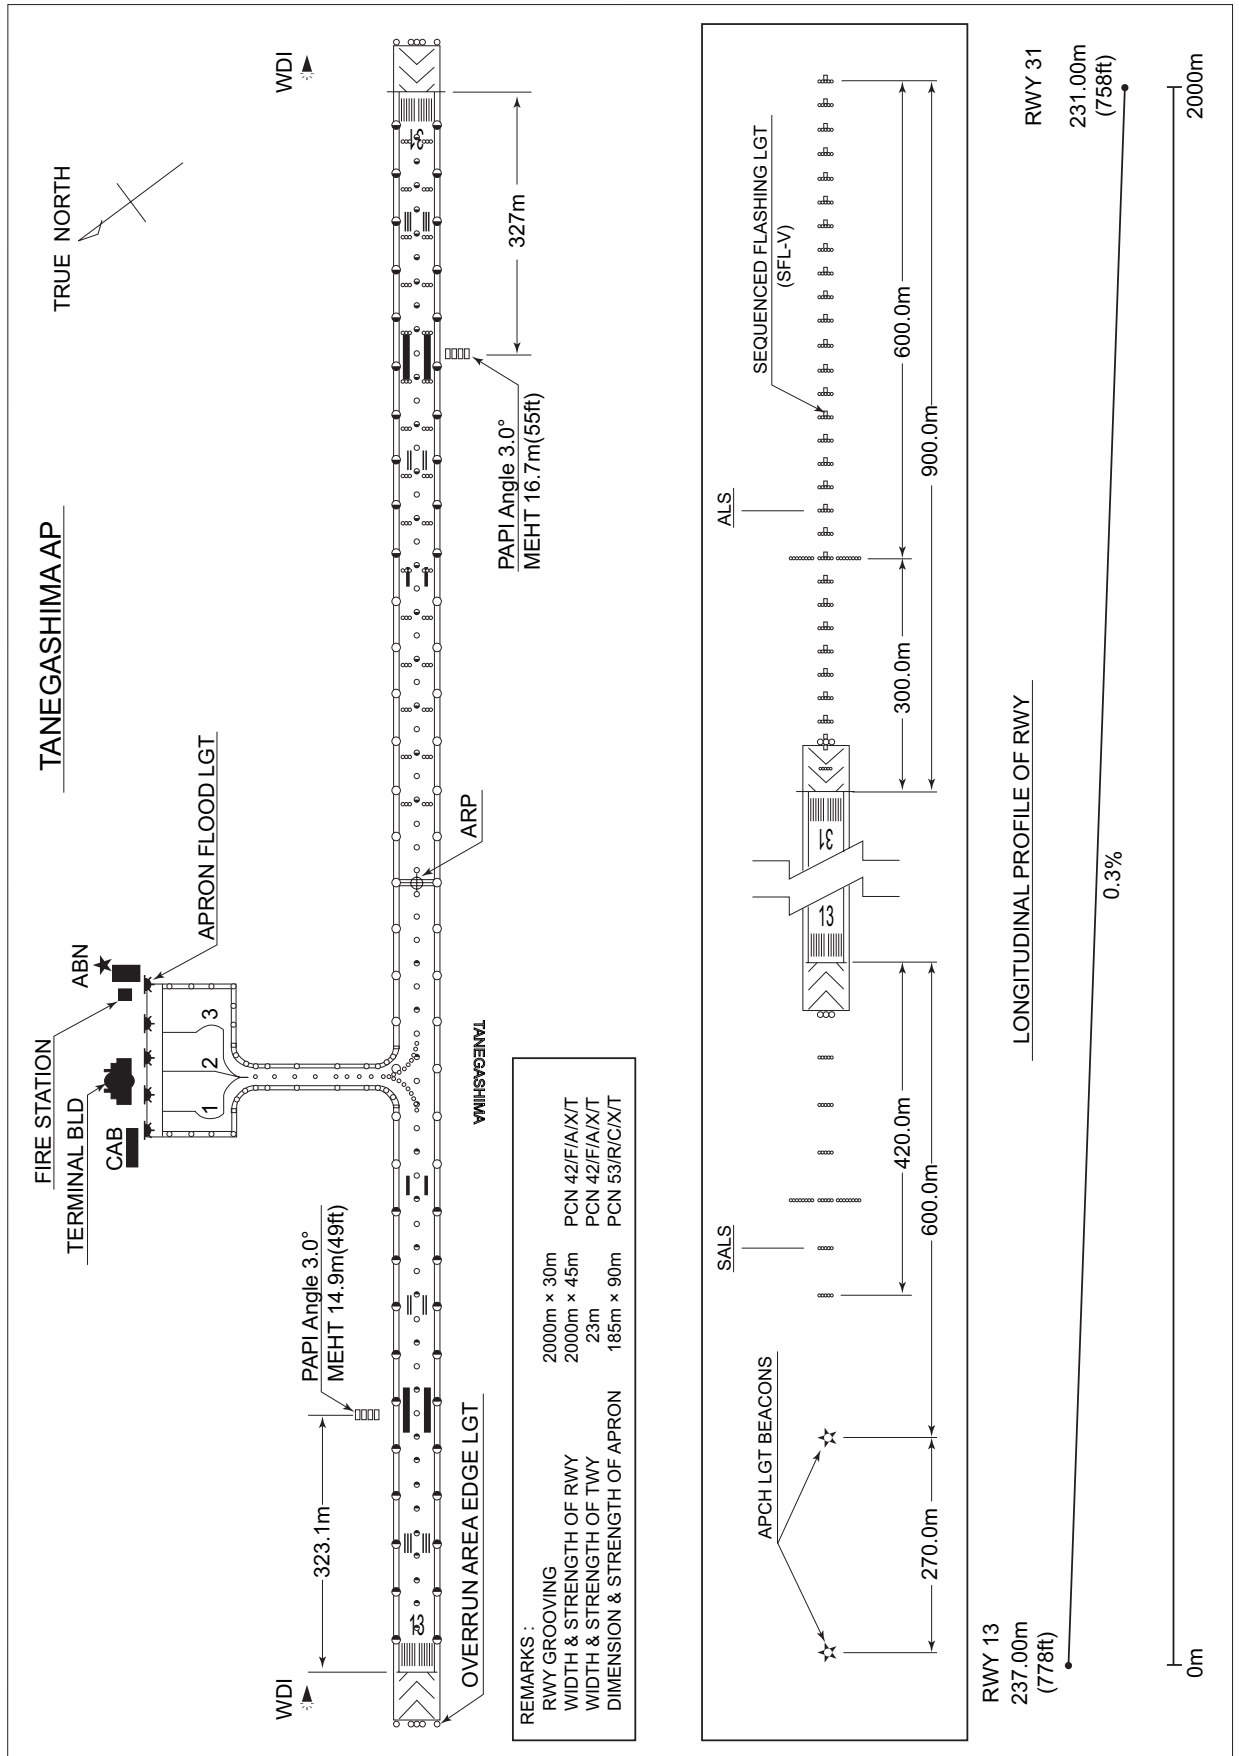 TANEGASHIMA AP
TRUE NORTH
WDI
WDI
FIRE STATION
TERMINAL BLD
CAB
ABN
APRON FLOOD LGT
1
2
3
PAPI Angle 3.0°
MEHT 14.9m(49ft)
323.1m
327m
PAPI Angle 3.0°
MEHT 16.7m(55ft)
ARP
13
31
TANEGASHIMA
OVERRUN AREA EDGE LGT
REMARKS :
RWY GROOVING 2000m × 30m
WIDTH & STRENGTH OF RWY 2000m × 45m PCN 42/F/A/X/T
WIDTH & STRENGTH OF TWY 23m PCN 42/F/A/X/T
DIMENSION & STRENGTH OF APRON 185m × 90m PCN 53/R/C/X/T
SALS
ALS
SEQUENCED FLASHING LGT
(SFL-V)
APCH LGT BEACONS
13
31
420.0m
300.0m
600.0m
270.0m
600.0m
900.0m
LONGITUDINAL PROFILE OF RWY
RWY 13
237.00m
(778ft)
RWY 31
231.00m
(758ft)
0.3%
0m
2000m